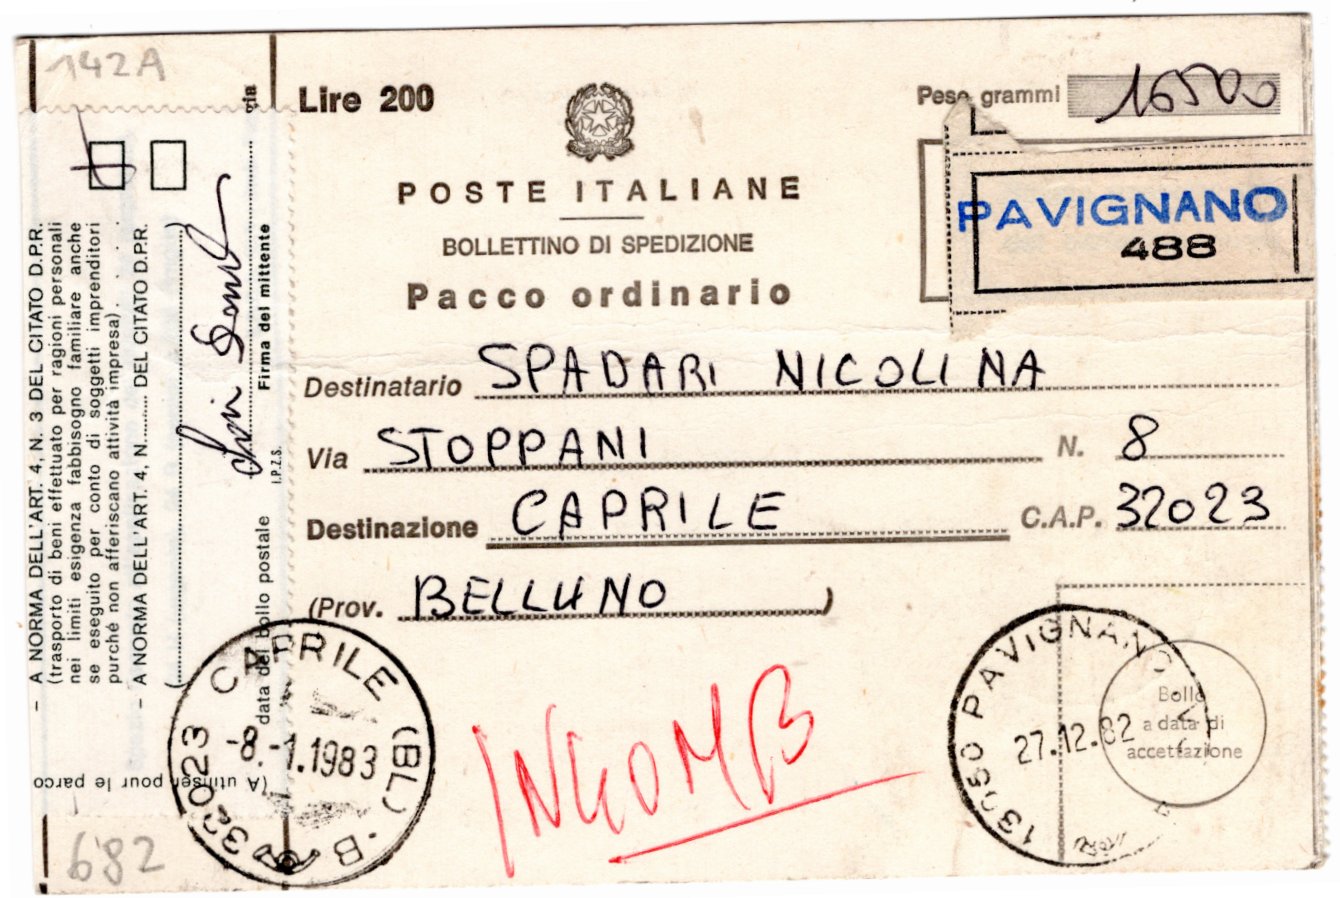 142A
Lire 200
Peso grammi 16500
POSTE ITALIANE
PAVIGNANO
488
BOLLETTINO DI SPEDIZIONE
Pacco ordinario
Destinatario SPADARI NICOLINA
Via STOPPANI N. 8
Destinazione CAPRILE C.A.P. 32023
(Prov. BELLUNO )
INGOMB
32023 CAPRILE (BL) - B
-8.-1.1983
13050 PAVIGNANO
27.12.82
Bollo
a data di
accettazione
- A NORMA DELL'ART. 4, N. 3 DEL CITATO D.P.R.
(trasporto di beni effettuato per ragioni personali
nei limiti esigenza fabbisogno familiare anche
se eseguito per conto di soggetti imprenditori
purché non afferiscano attività impresa). . . .
- A NORMA DELL'ART. 4, N......... DEL CITATO D.P.R.
( )
Firma del mittente
data del bollo postale
I.P.Z.S.
(A utiliser pour le parco
682